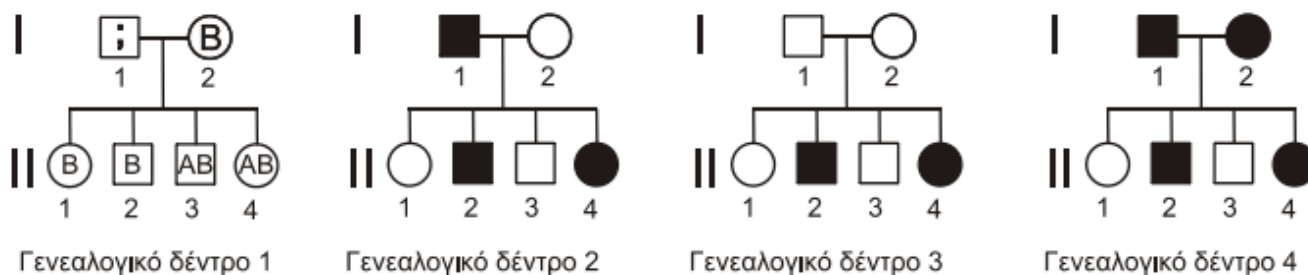 I ; B I I I
1 2 1 2 1 2 1 2
II B B AB AB II II II
1 2 3 4 1 2 3 4 1 2 3 4 1 2 3 4
Γενεαλογικό δέντρο 1 Γενεαλογικό δέντρο 2 Γενεαλογικό δέντρο 3 Γενεαλογικό δέντρο 4